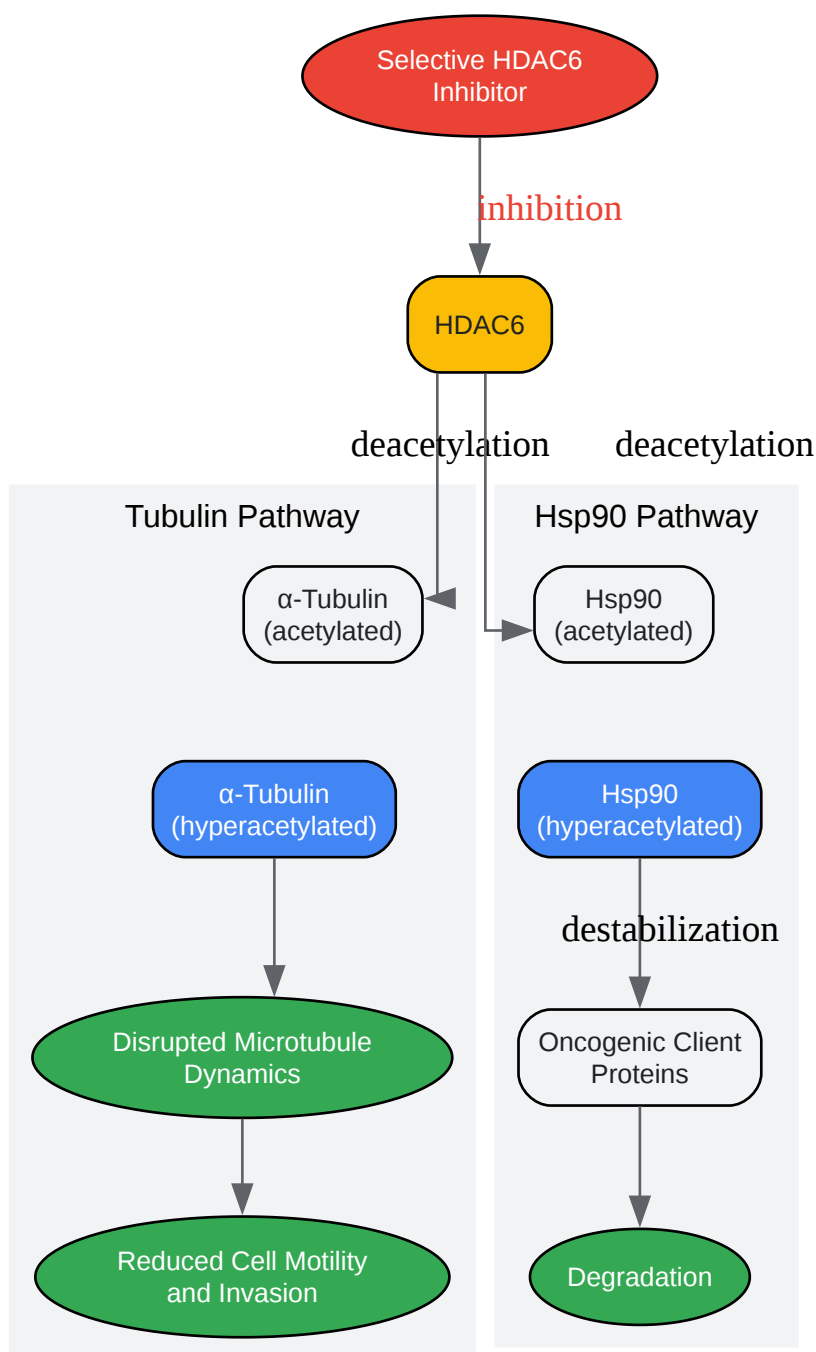 Selective HDAC6
Inhibitor
inhibition
HDAC6
deacetylation
deacetylation
Tubulin Pathway
Hsp90 Pathway
α-Tubulin
(acetylated)
Hsp90
(acetylated)
α-Tubulin
(hyperacetylated)
Hsp90
(hyperacetylated)
destabilization
Disrupted Microtubule
Dynamics
Oncogenic Client
Proteins
Reduced Cell Motility
and Invasion
Degradation